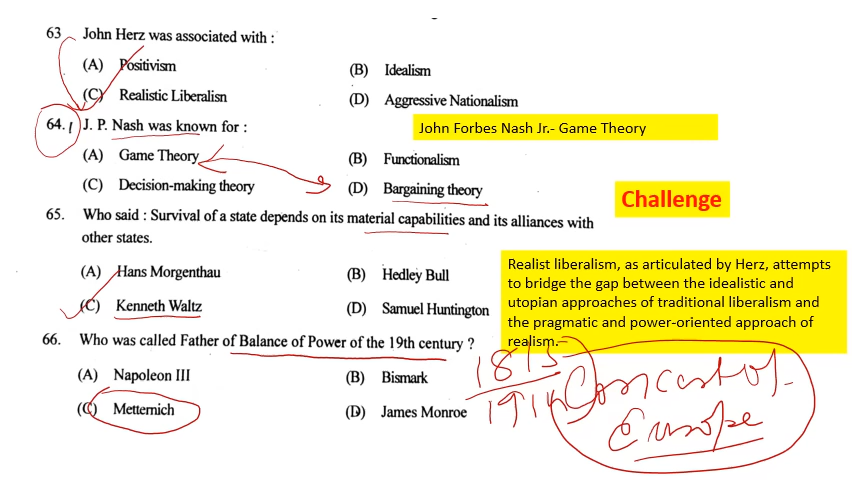 63 John Herz was associated with :
(A) Positivism
(B) Idealism
(C) Realistic Liberalisn
(D) Aggressive Nationalism
64. J. P. Nash was known for :
John Forbes Nash Jr.- Game Theory
(A) Game Theory
(B) Functionalism
(C) Decision-making theory
(D) Bargaining theory
Challenge
65. Who said : Survival of a state depends on its material capabilities and its alliances with
other states.
(A) Hans Morgenthau
(B) Hedley Bull
(C) Kenneth Waltz
(D) Samuel Huntington
Realist liberalism, as articulated by Herz, attempts
to bridge the gap between the idealistic and
utopian approaches of traditional liberalism and
the pragmatic and power-oriented approach of
realism.
66. Who was called Father of Balance of Power of the 19th century ?
(A) Napoleon III
(B) Bismark
(C) Metternich
(D) James Monroe
1815
1914
Concert of
Europe